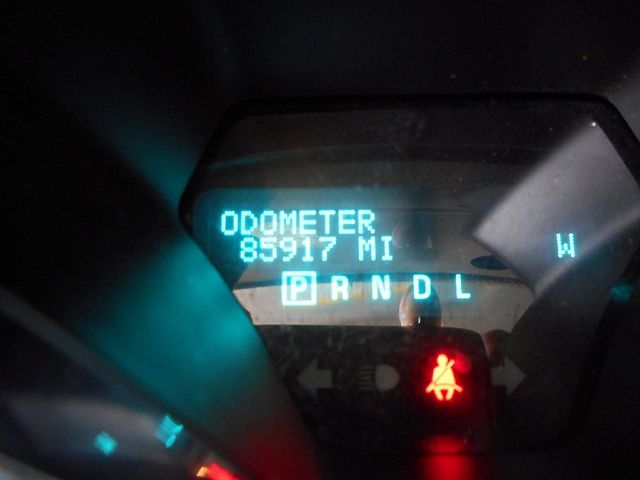 ODOMETER
85917 MI
W
P R N D L